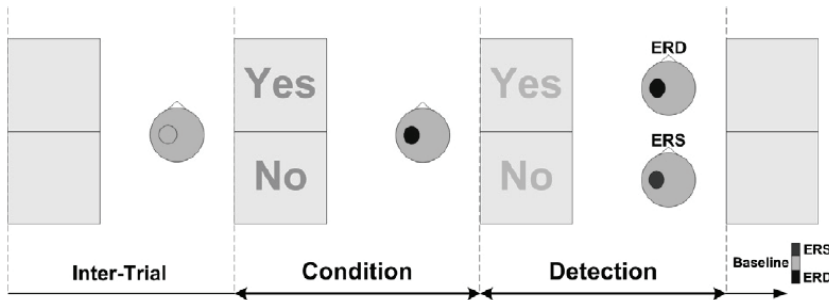 Yes
No
Yes
No
ERD
ERS
Inter-Trial
Condition
Detection
Baseline
ERS
ERD